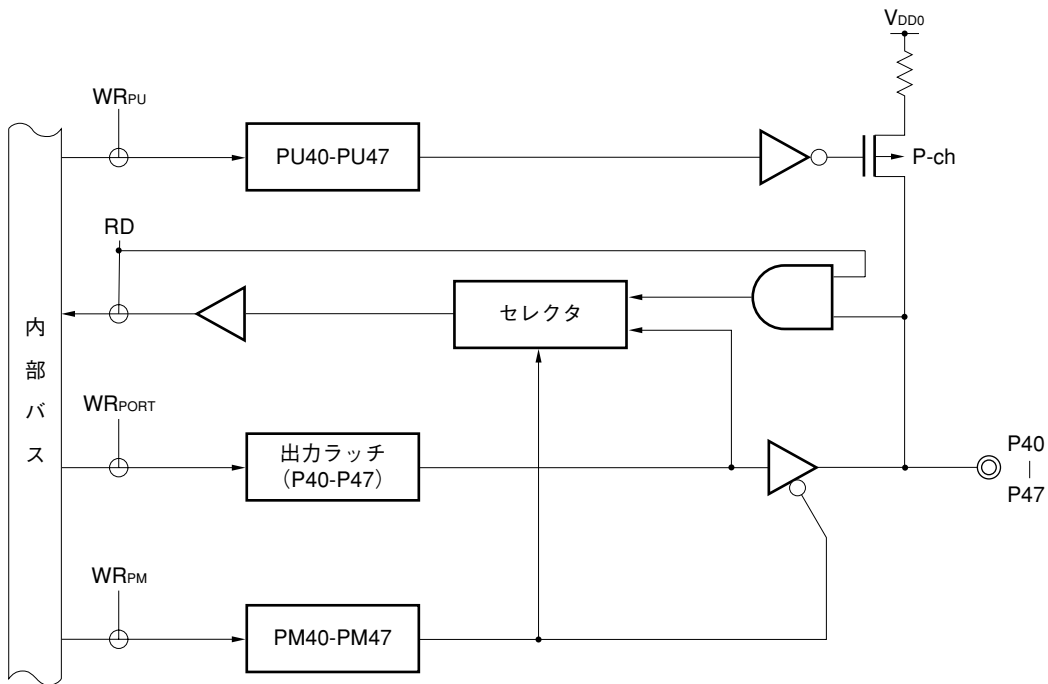 VDD0
WRPU
PU40-PU47
P-ch
RD
セレクタ
内部バス
WRPORT
出力ラッチ
（P40-P47）
P40
|
P47
WRPM
PM40-PM47